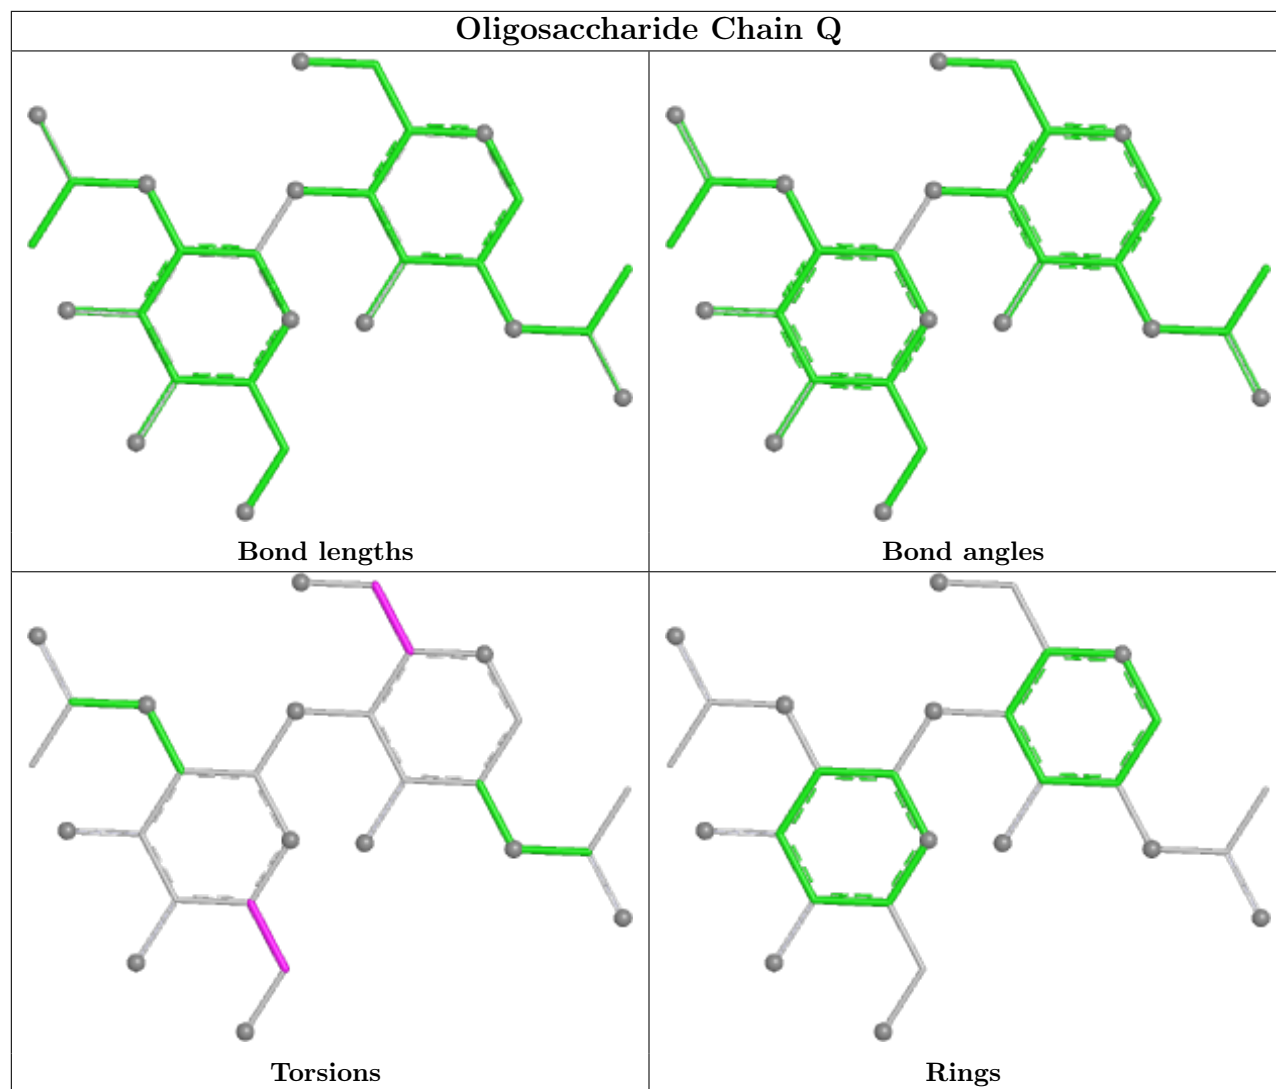 Oligosaccharide Chain Q
Bond lengths
Bond angles
Torsions
Rings